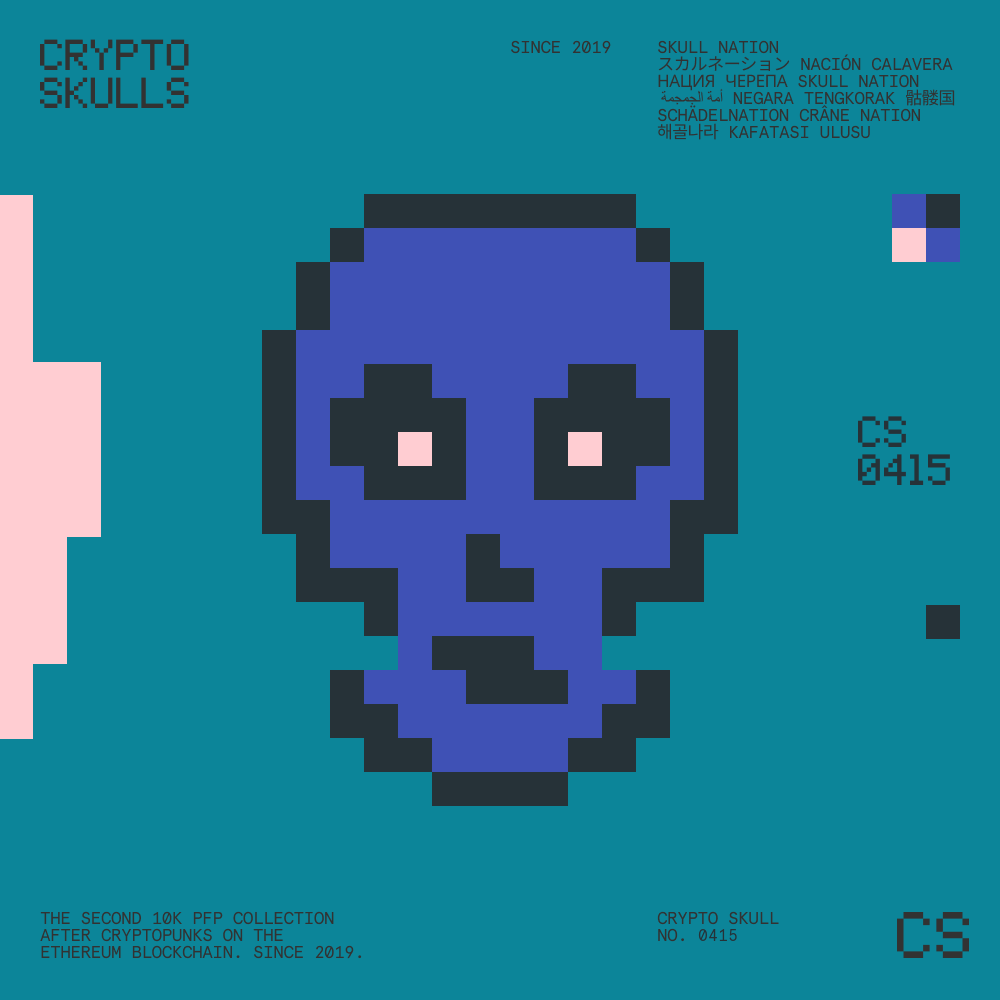 CRYPTO
SKULLS
SINCE 2019
SKULL NATION
スカルネーション NACIÓN CALAVERA
НАЦИЯ ЧЕРЕПА SKULL NATION
أمة الجمجمة NEGARA TENGKORAK 骷髅国
SCHÄDELNATION CRÂNE NATION
해골나라 KAFATASI ULUSU
CS
0415
THE SECOND 10K PFP COLLECTION
AFTER CRYPTOPUNKS ON THE
ETHEREUM BLOCKCHAIN. SINCE 2019.
CRYPTO SKULL
NO. 0415
CS